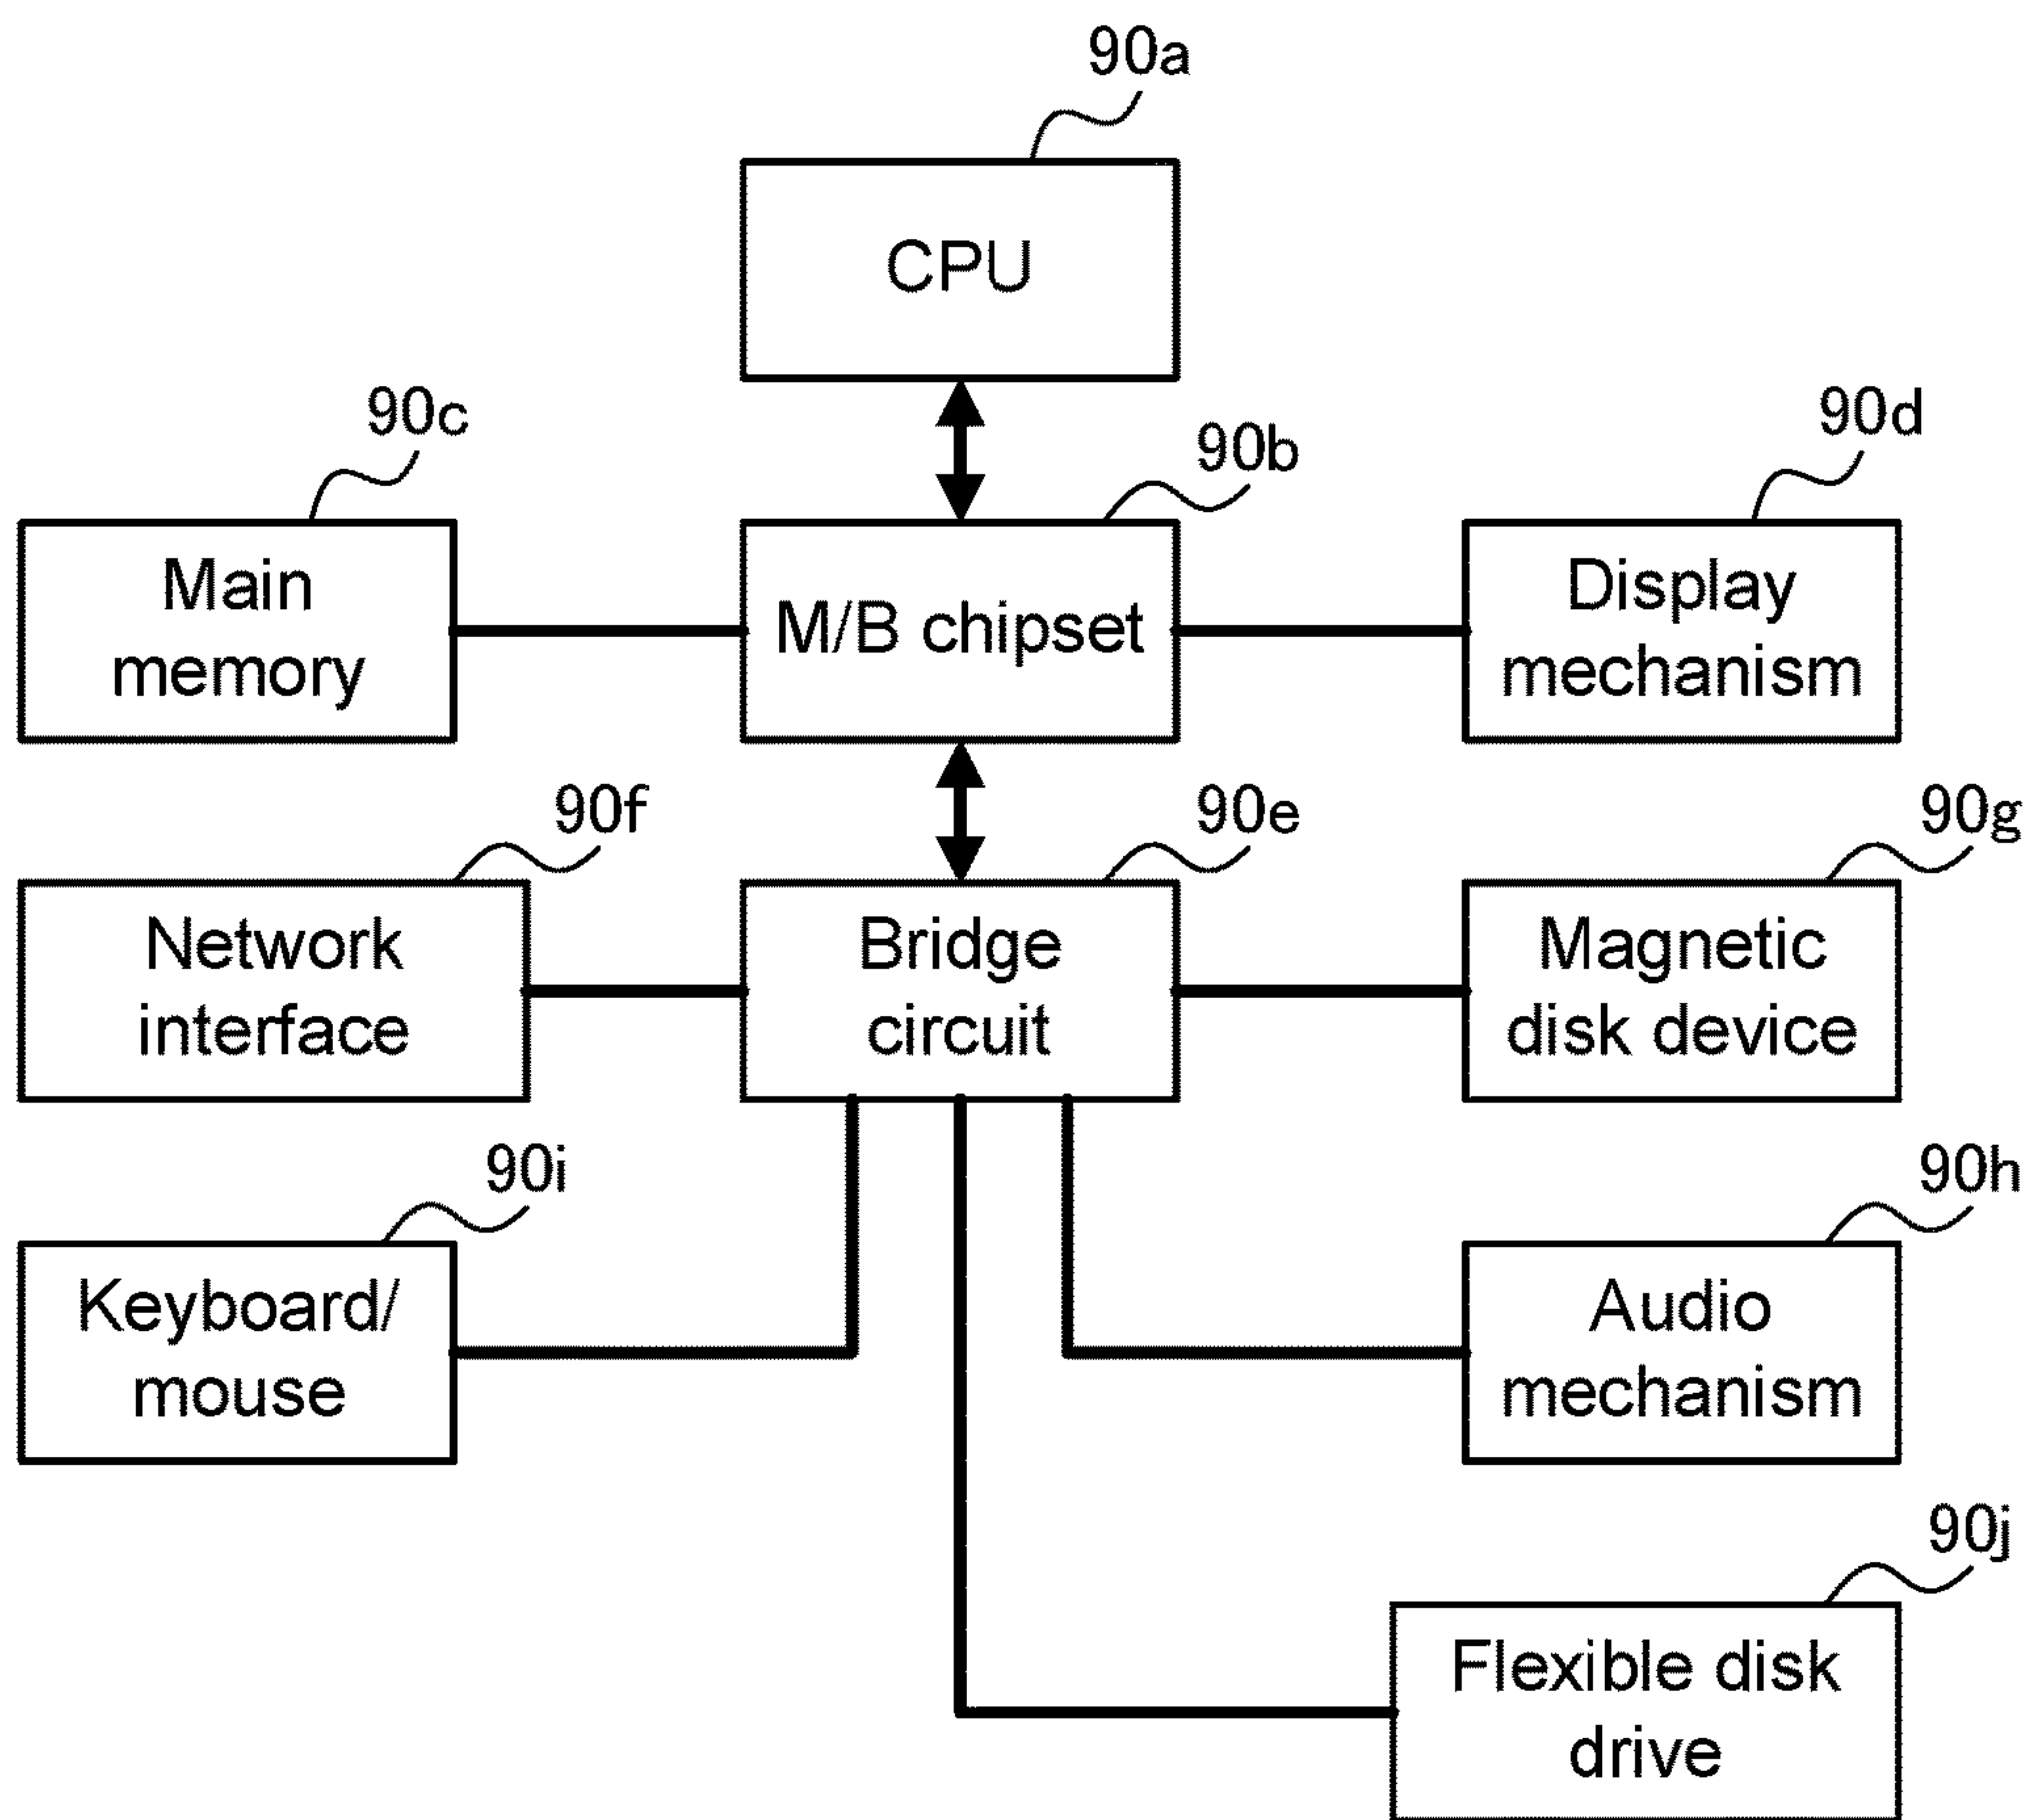 90a
CPU
90c
90b
90d
Main
memory
M/B chipset
Display
mechanism
90f
90e
90g
Network
interface
Bridge
circuit
Magnetic
disk device
90i
90h
Keyboard/
mouse
Audio
mechanism
90j
Flexible disk
drive